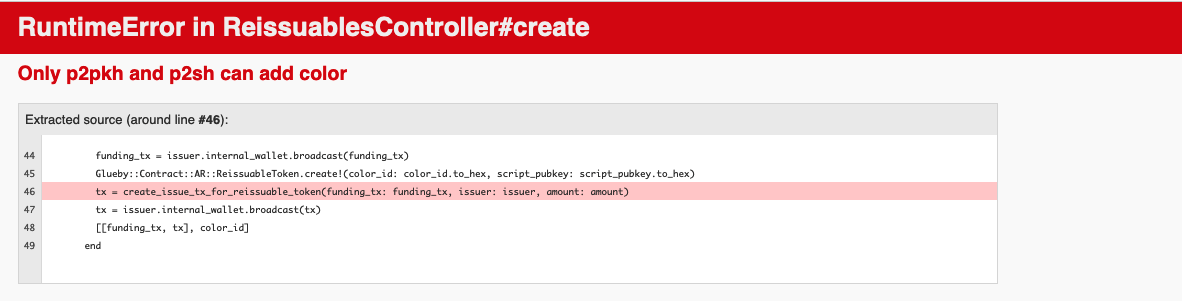 RuntimeError in ReissuablesController#create
Only p2pkh and p2sh can add color
Extracted source (around line #46):
44 funding_tx = issuer.internal_wallet.broadcast(funding_tx)
45 Glueby::Contract::AR::ReissuableToken.create!(color_id: color_id.to_hex, script_pubkey: script_pubkey.to_hex)
46 tx = create_issue_tx_for_reissuable_token(funding_tx: funding_tx, issuer: issuer, amount: amount)
47 tx = issuer.internal_wallet.broadcast(tx)
48 [[funding_tx, tx], color_id]
49 end